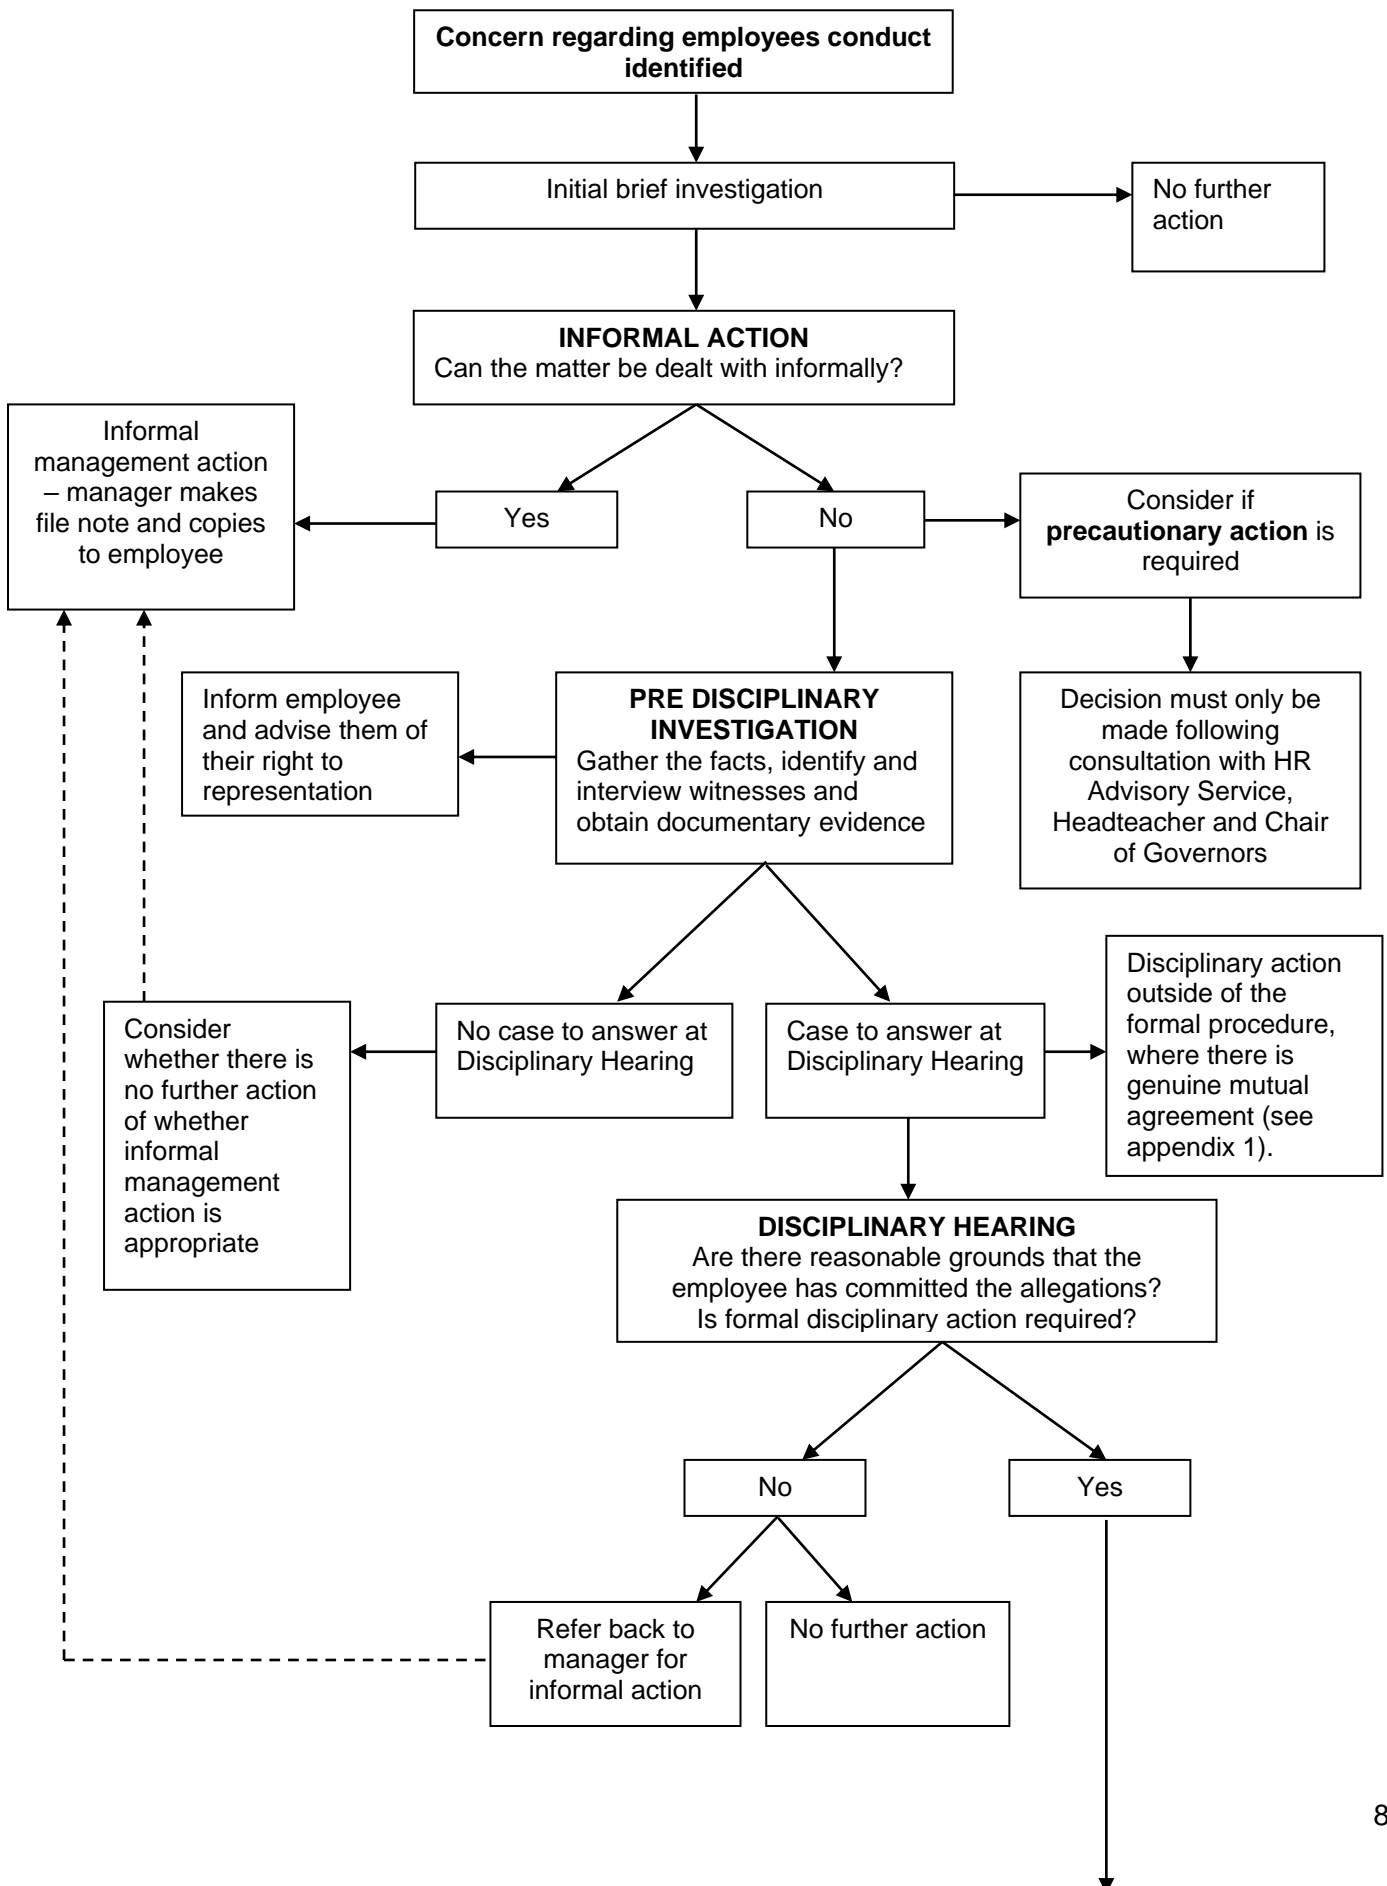 Concern regarding employees conduct
identified
Initial brief investigation
No further
action
INFORMAL ACTION
Can the matter be dealt with informally?
Informal
management action
– manager makes
file note and copies
to employee
Yes
No
Consider if
precautionary action is
required
Inform employee
and advise them of
their right to
representation
PRE DISCIPLINARY
INVESTIGATION
Gather the facts, identify and
interview witnesses and
obtain documentary evidence
Decision must only be
made following
consultation with HR
Advisory Service,
Headteacher and Chair
of Governors
Consider
whether there is
no further action
of whether
informal
management
action is
appropriate
No case to answer at
Disciplinary Hearing
Case to answer at
Disciplinary Hearing
Disciplinary action
outside of the
formal procedure,
where there is
genuine mutual
agreement (see
appendix 1).
DISCIPLINARY HEARING
Are there reasonable grounds that the
employee has committed the allegations?
Is formal disciplinary action required?
No
Yes
Refer back to
manager for
informal action
No further action
8